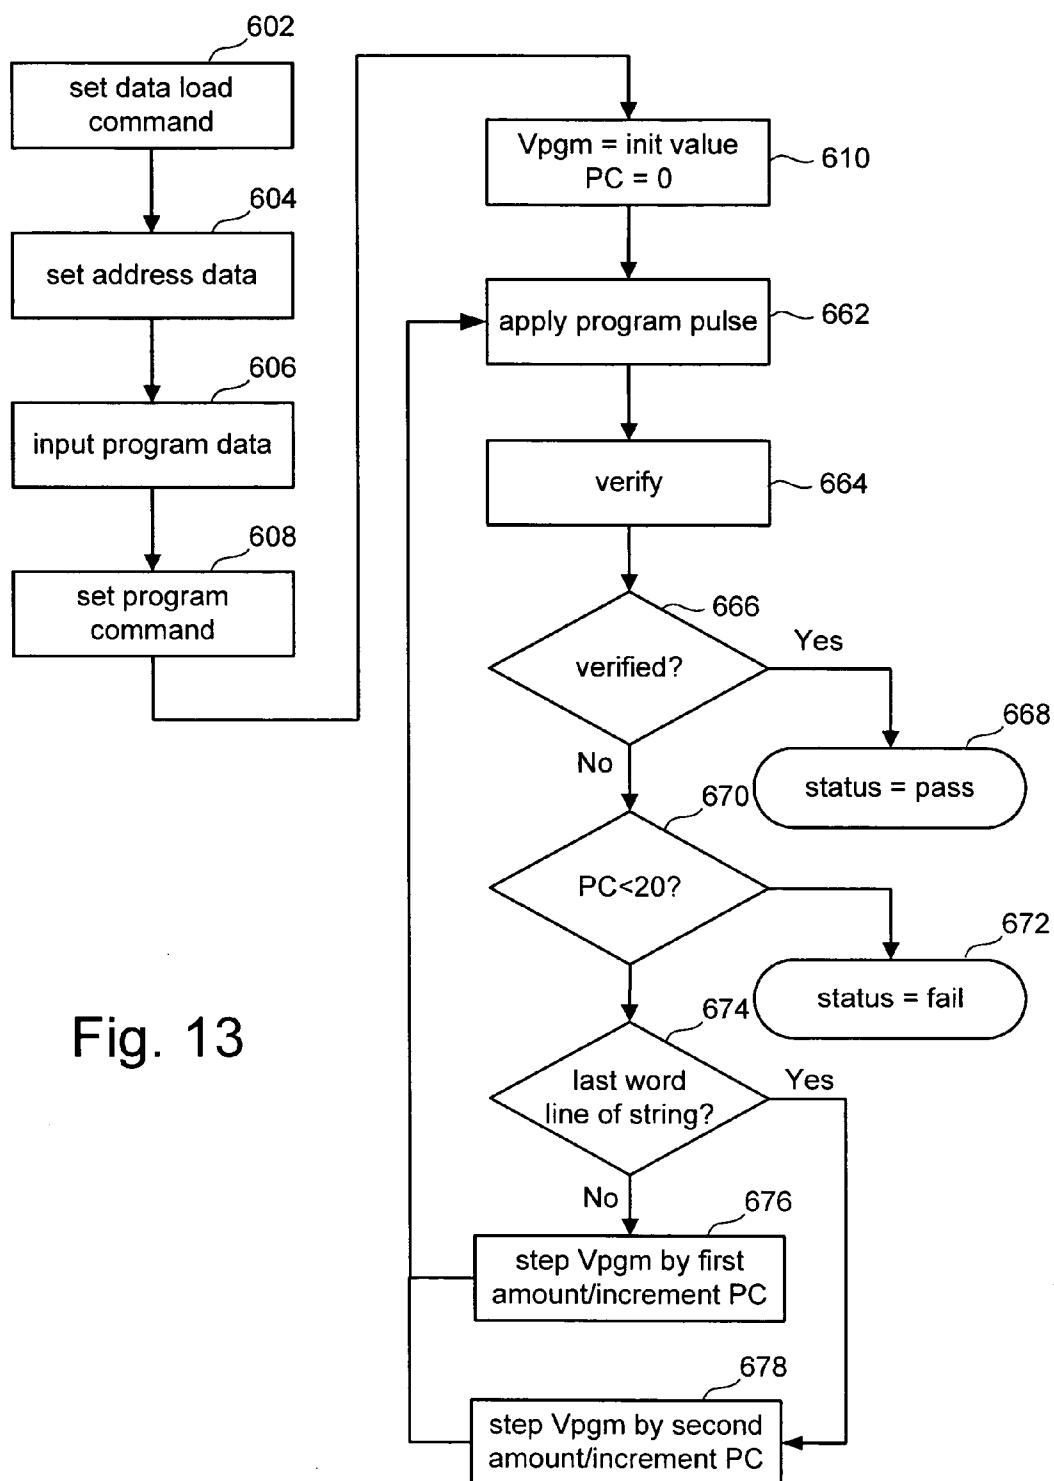 602
set data load
command
604
set address data
606
input program data
608
set program
command
Vpgm = init value
PC = 0
610
apply program pulse
662
verify
664
666
verified?
Yes
No
668
status = pass
670
PC<20?
672
status = fail
674
last word
line of string?
Yes
No
676
step Vpgm by first
amount/increment PC
678
step Vpgm by second
amount/increment PC
Fig. 13